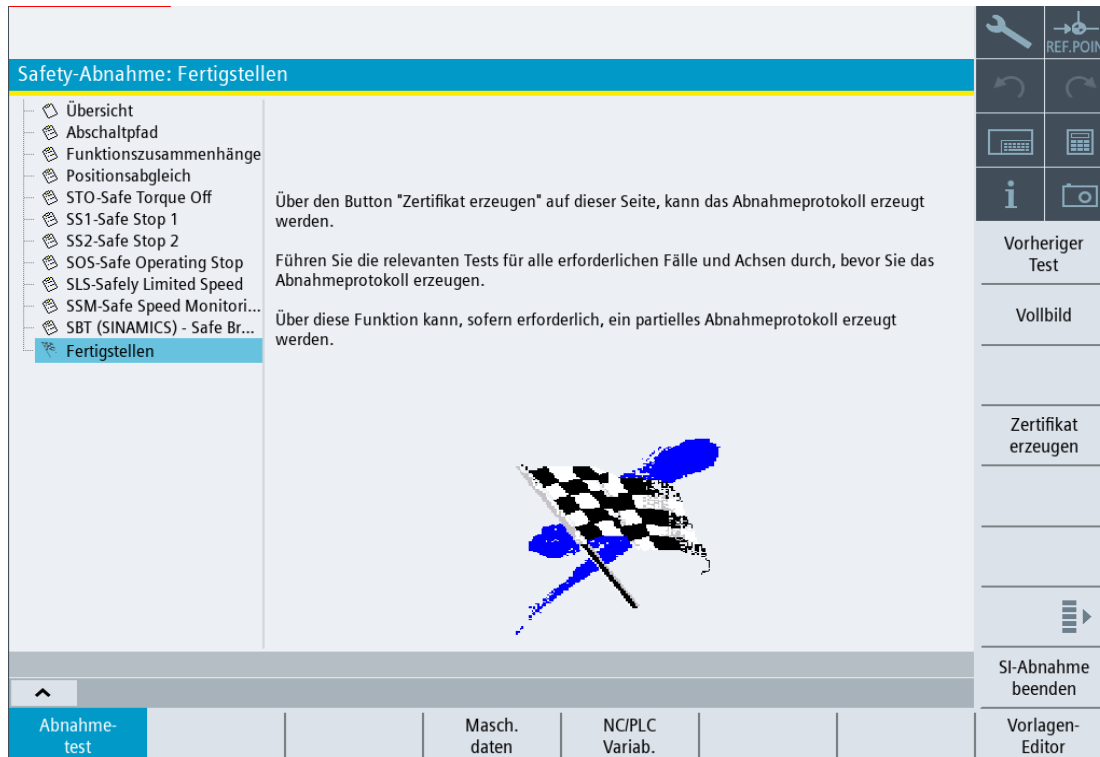 REF.POIN
Safety-Abnahme: Fertigstellen
Übersicht
Abschaltpfad
Funktionszusammenhänge
Positionsabgleich
STO-Safe Torque Off
SS1-Safe Stop 1
SS2-Safe Stop 2
SOS-Safe Operating Stop
SLS-Safely Limited Speed
SSM-Safe Speed Monitori...
SBT (SINAMICS) - Safe Br...
Fertigstellen
Über den Button "Zertifikat erzeugen" auf dieser Seite, kann das Abnahmeprotokoll erzeugt
werden.
Führen Sie die relevanten Tests für alle erforderlichen Fälle und Achsen durch, bevor Sie das
Abnahmeprotokoll erzeugen.
Über diese Funktion kann, sofern erforderlich, ein partielles Abnahmeprotokoll erzeugt
werden.
Vorheriger
Test
Vollbild
Zertifikat
erzeugen
SI-Abnahme
beenden
Abnahme-
test
Masch.
daten
NC/PLC
Variab.
Vorlagen-
Editor